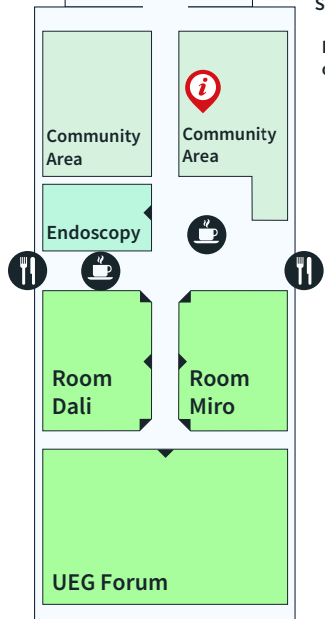 S
Community
Area
Community
Area
Endoscopy
Room
Dali
Room
Miro
UEG Forum